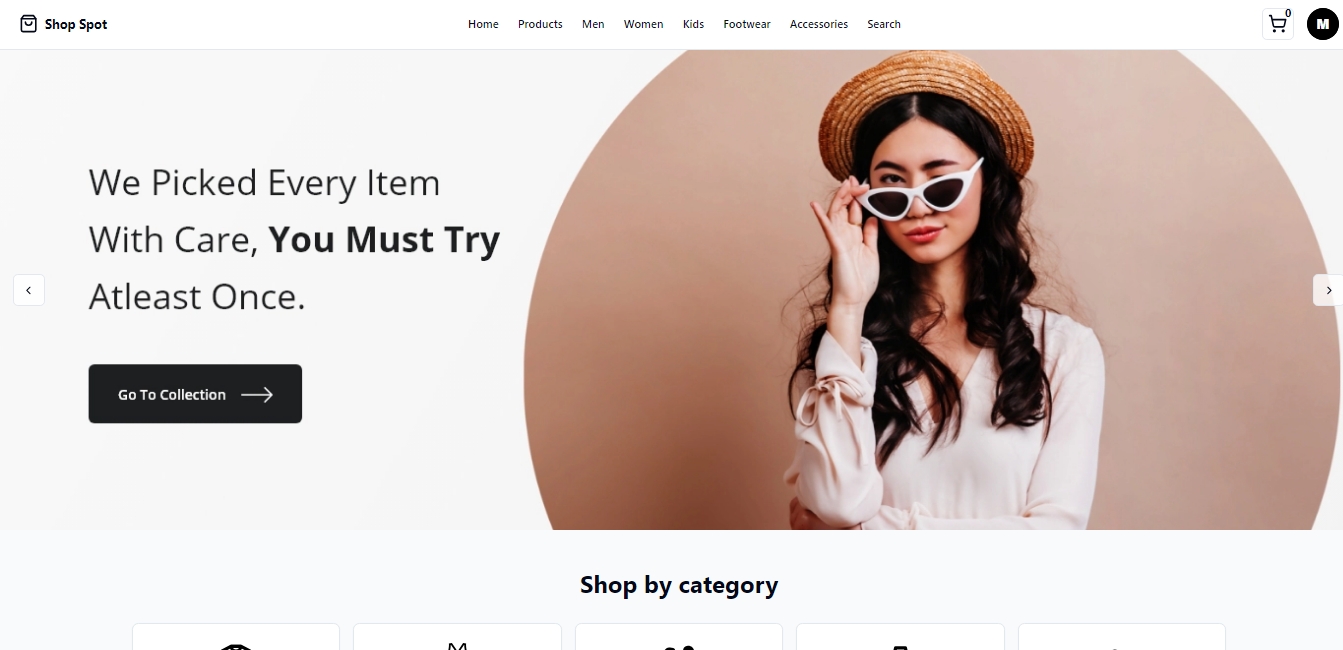 Shop Spot
Home Products Men Women Kids Footwear Accessories Search
0
M
We Picked Every Item
With Care, You Must Try
Atleast Once.
Go To Collection
Shop by category